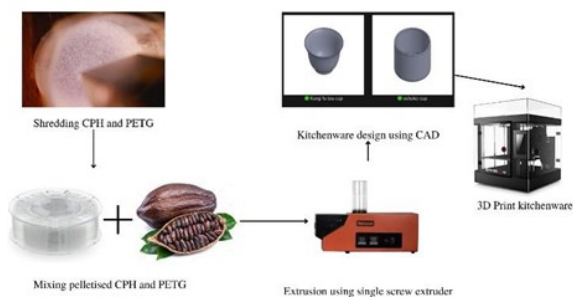 Shredding CPH and PETG
Mixing pelletised CPH and PETG
Extrusion using single screw extruder
Kitchenware design using CAD
3D Print kitchenware